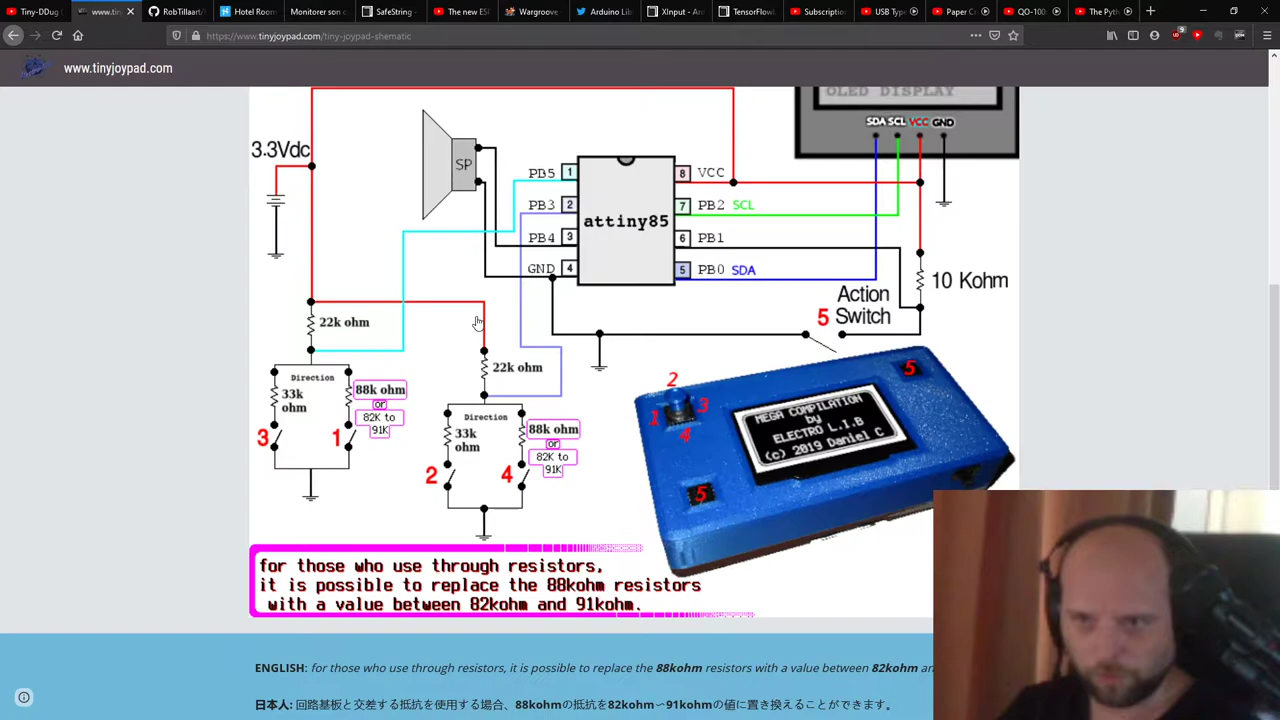 Tiny-DDug
www.tiny
RobTillaart/
Hotel Room
Monitorer son c
SafeString -
The new ESF
Wargroove
Arduino Lib
XInput - Ar
TensorFlowL
Subscription
USB Type
Paper Co
QO-100:
The Pyth
https://www.tinyjoypad.com/tiny-joypad-shematic
www.tinyjoypad.com
OLED DISPLAY
SDA SCL VCC GND
3.3Vdc
SP
PB5 1
8 VCC
PB3 2
7 PB2 SCL
attiny85
PB4 3
6 PB1
GND 4
5 PB0 SDA
10 Kohm
Action
5 Switch
22k ohm
22k ohm
Direction
33k
ohm
88k ohm
or
82K to
91K
3
1
Direction
33k
ohm
88k ohm
or
82K to
91K
2
4
2
1
3
4
5
5
MEGA COMPILATION
by
ELECTRO L.I.B
(c) 2019 Daniel C
for those who use through resistors,
it is possible to replace the 88kohm resistors
with a value between 82kohm and 91kohm.
ENGLISH: for those who use through resistors, it is possible to replace the 88kohm resistors with a value between 82kohm an
日本人: 回路基板と交差する抵抗を使用する場合、88kohmの抵抗を82kohm〜91kohmの値に置き換えることができます。